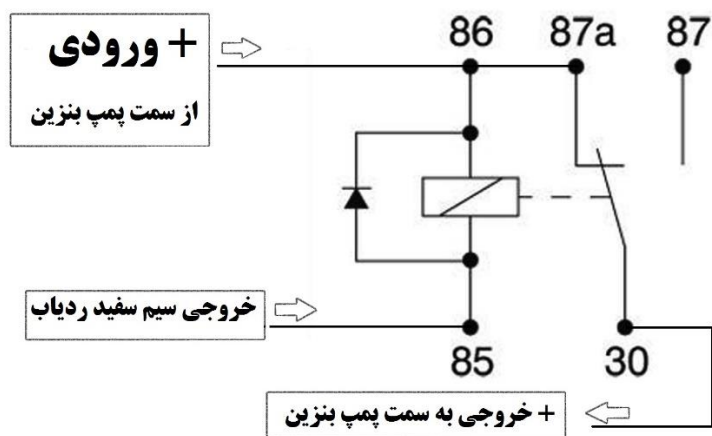 86 87a 87
+ ورودی
از سمت پمپ بنزین
خروجی سیم سفید ردیاب
85 30
+ خروجی به سمت پمپ بنزین